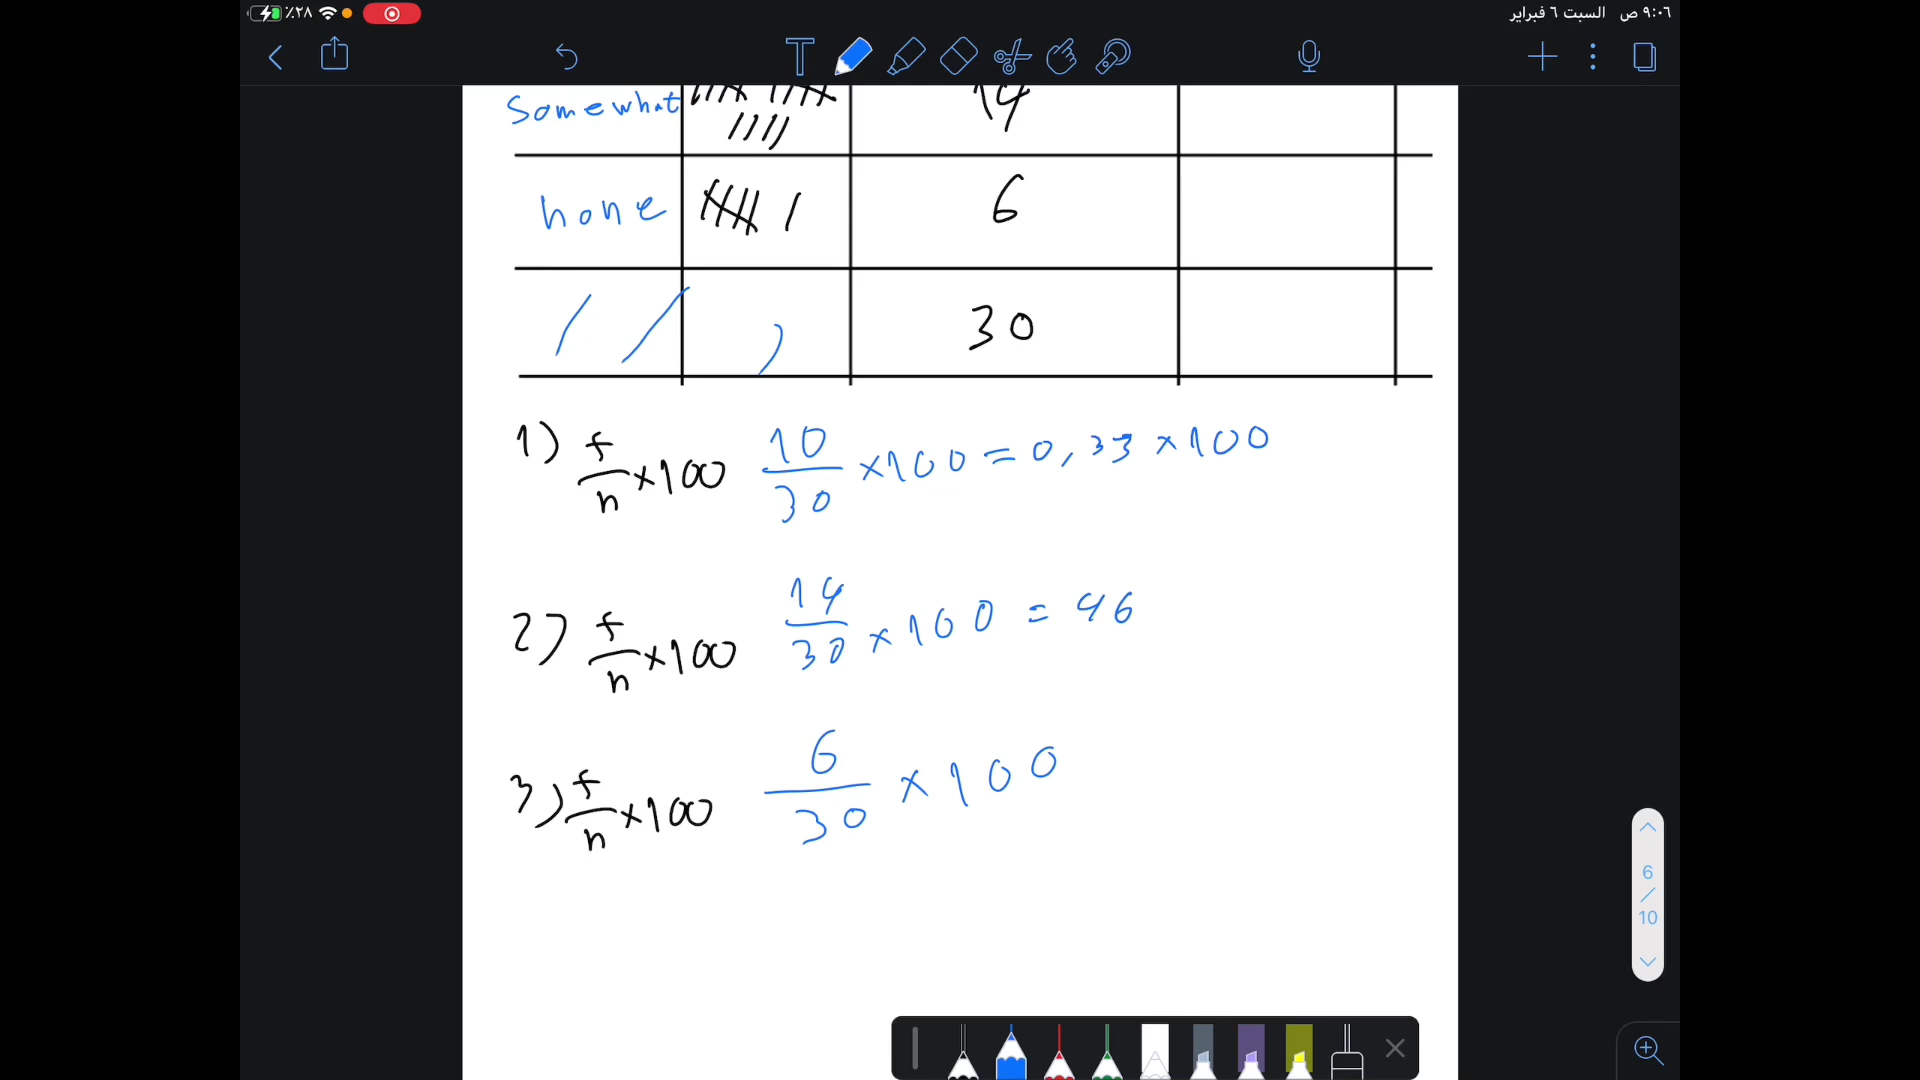 ٪٢٨
٩:٠٦ ص السبت ٦ فبراير
Somewhat 14
none 6
30
1) f/n ×100 10/30 ×100 = 0,33 ×100
2) f/n ×100 14/30 ×100 = 46
3) f/n ×100 6/30 ×100
6
/
10